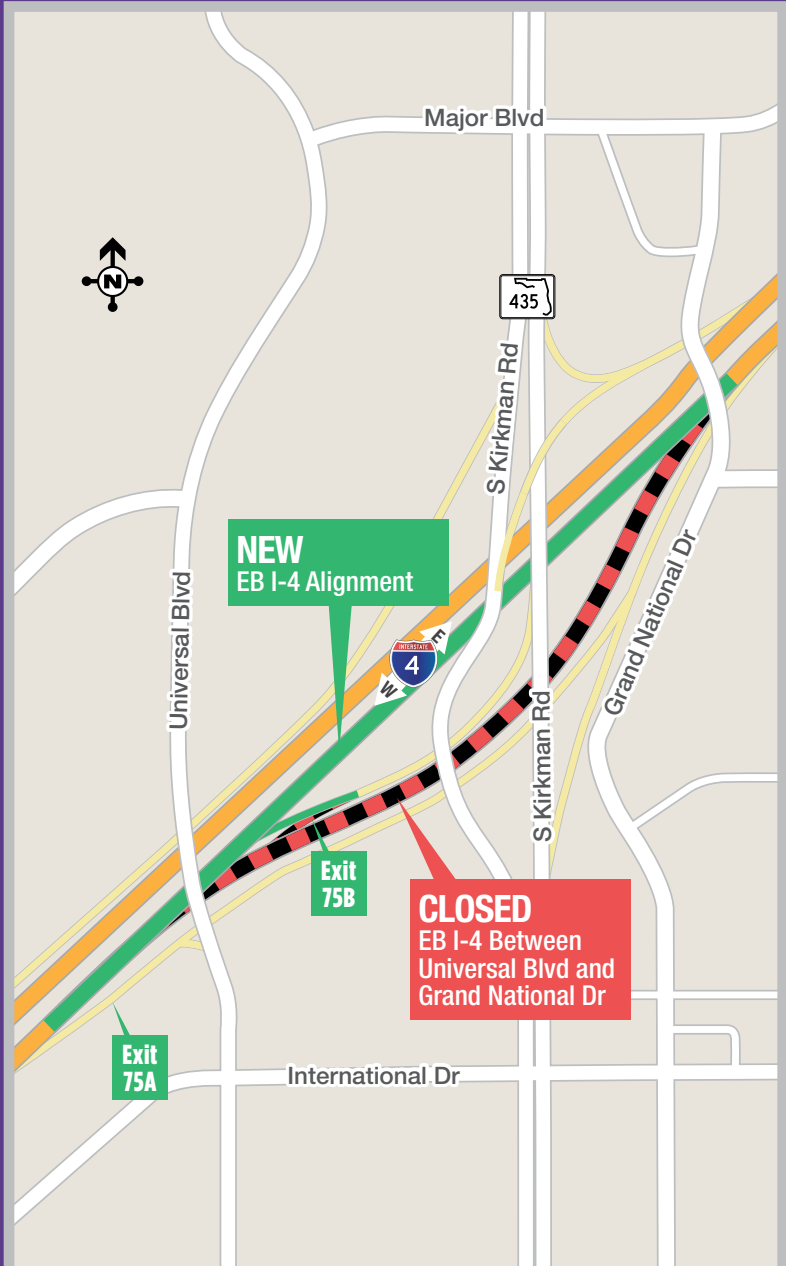 Major Blvd
N
435
S Kirkman Rd
NEW
EB I-4 Alignment
Universal Blvd
E
INTERSTATE
4
W
Grand National Dr
S Kirkman Rd
Exit
75B
CLOSED
EB I-4 Between
Universal Blvd and
Grand National Dr
Exit
75A
International Dr